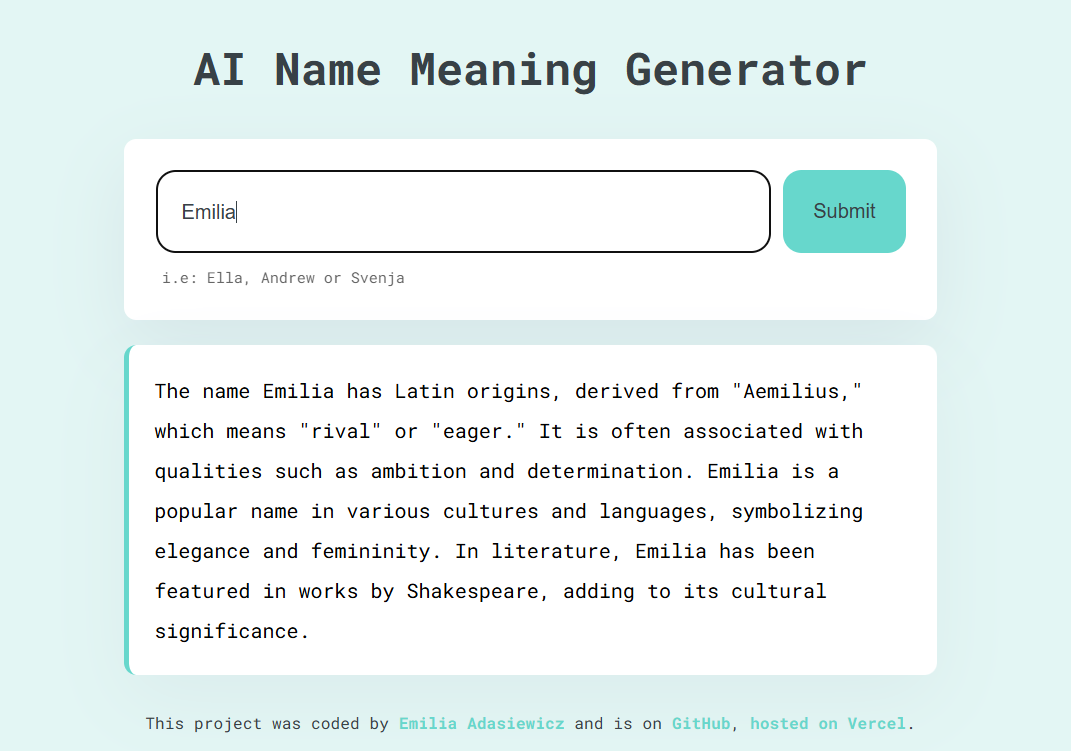 AI Name Meaning Generator
Emilia
Submit
i.e: Ella, Andrew or Svenja
The name Emilia has Latin origins, derived from "Aemilius,"
which means "rival" or "eager." It is often associated with
qualities such as ambition and determination. Emilia is a
popular name in various cultures and languages, symbolizing
elegance and femininity. In literature, Emilia has been
featured in works by Shakespeare, adding to its cultural
significance.
This project was coded by Emilia Adasiewicz and is on GitHub, hosted on Vercel.